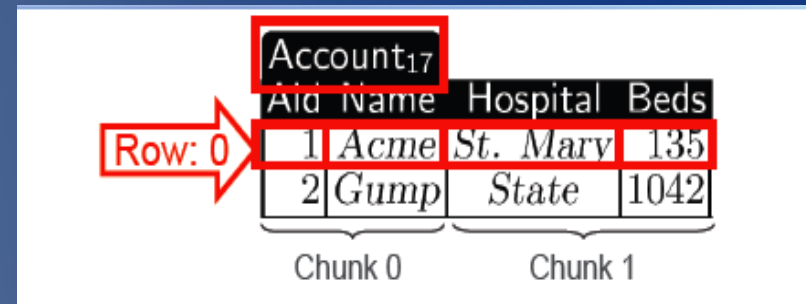 Account₁₇
Aid Name Hospital Beds
Row: 0 1 Acme St. Mary 135
2 Gump State 1042
Chunk 0 Chunk 1